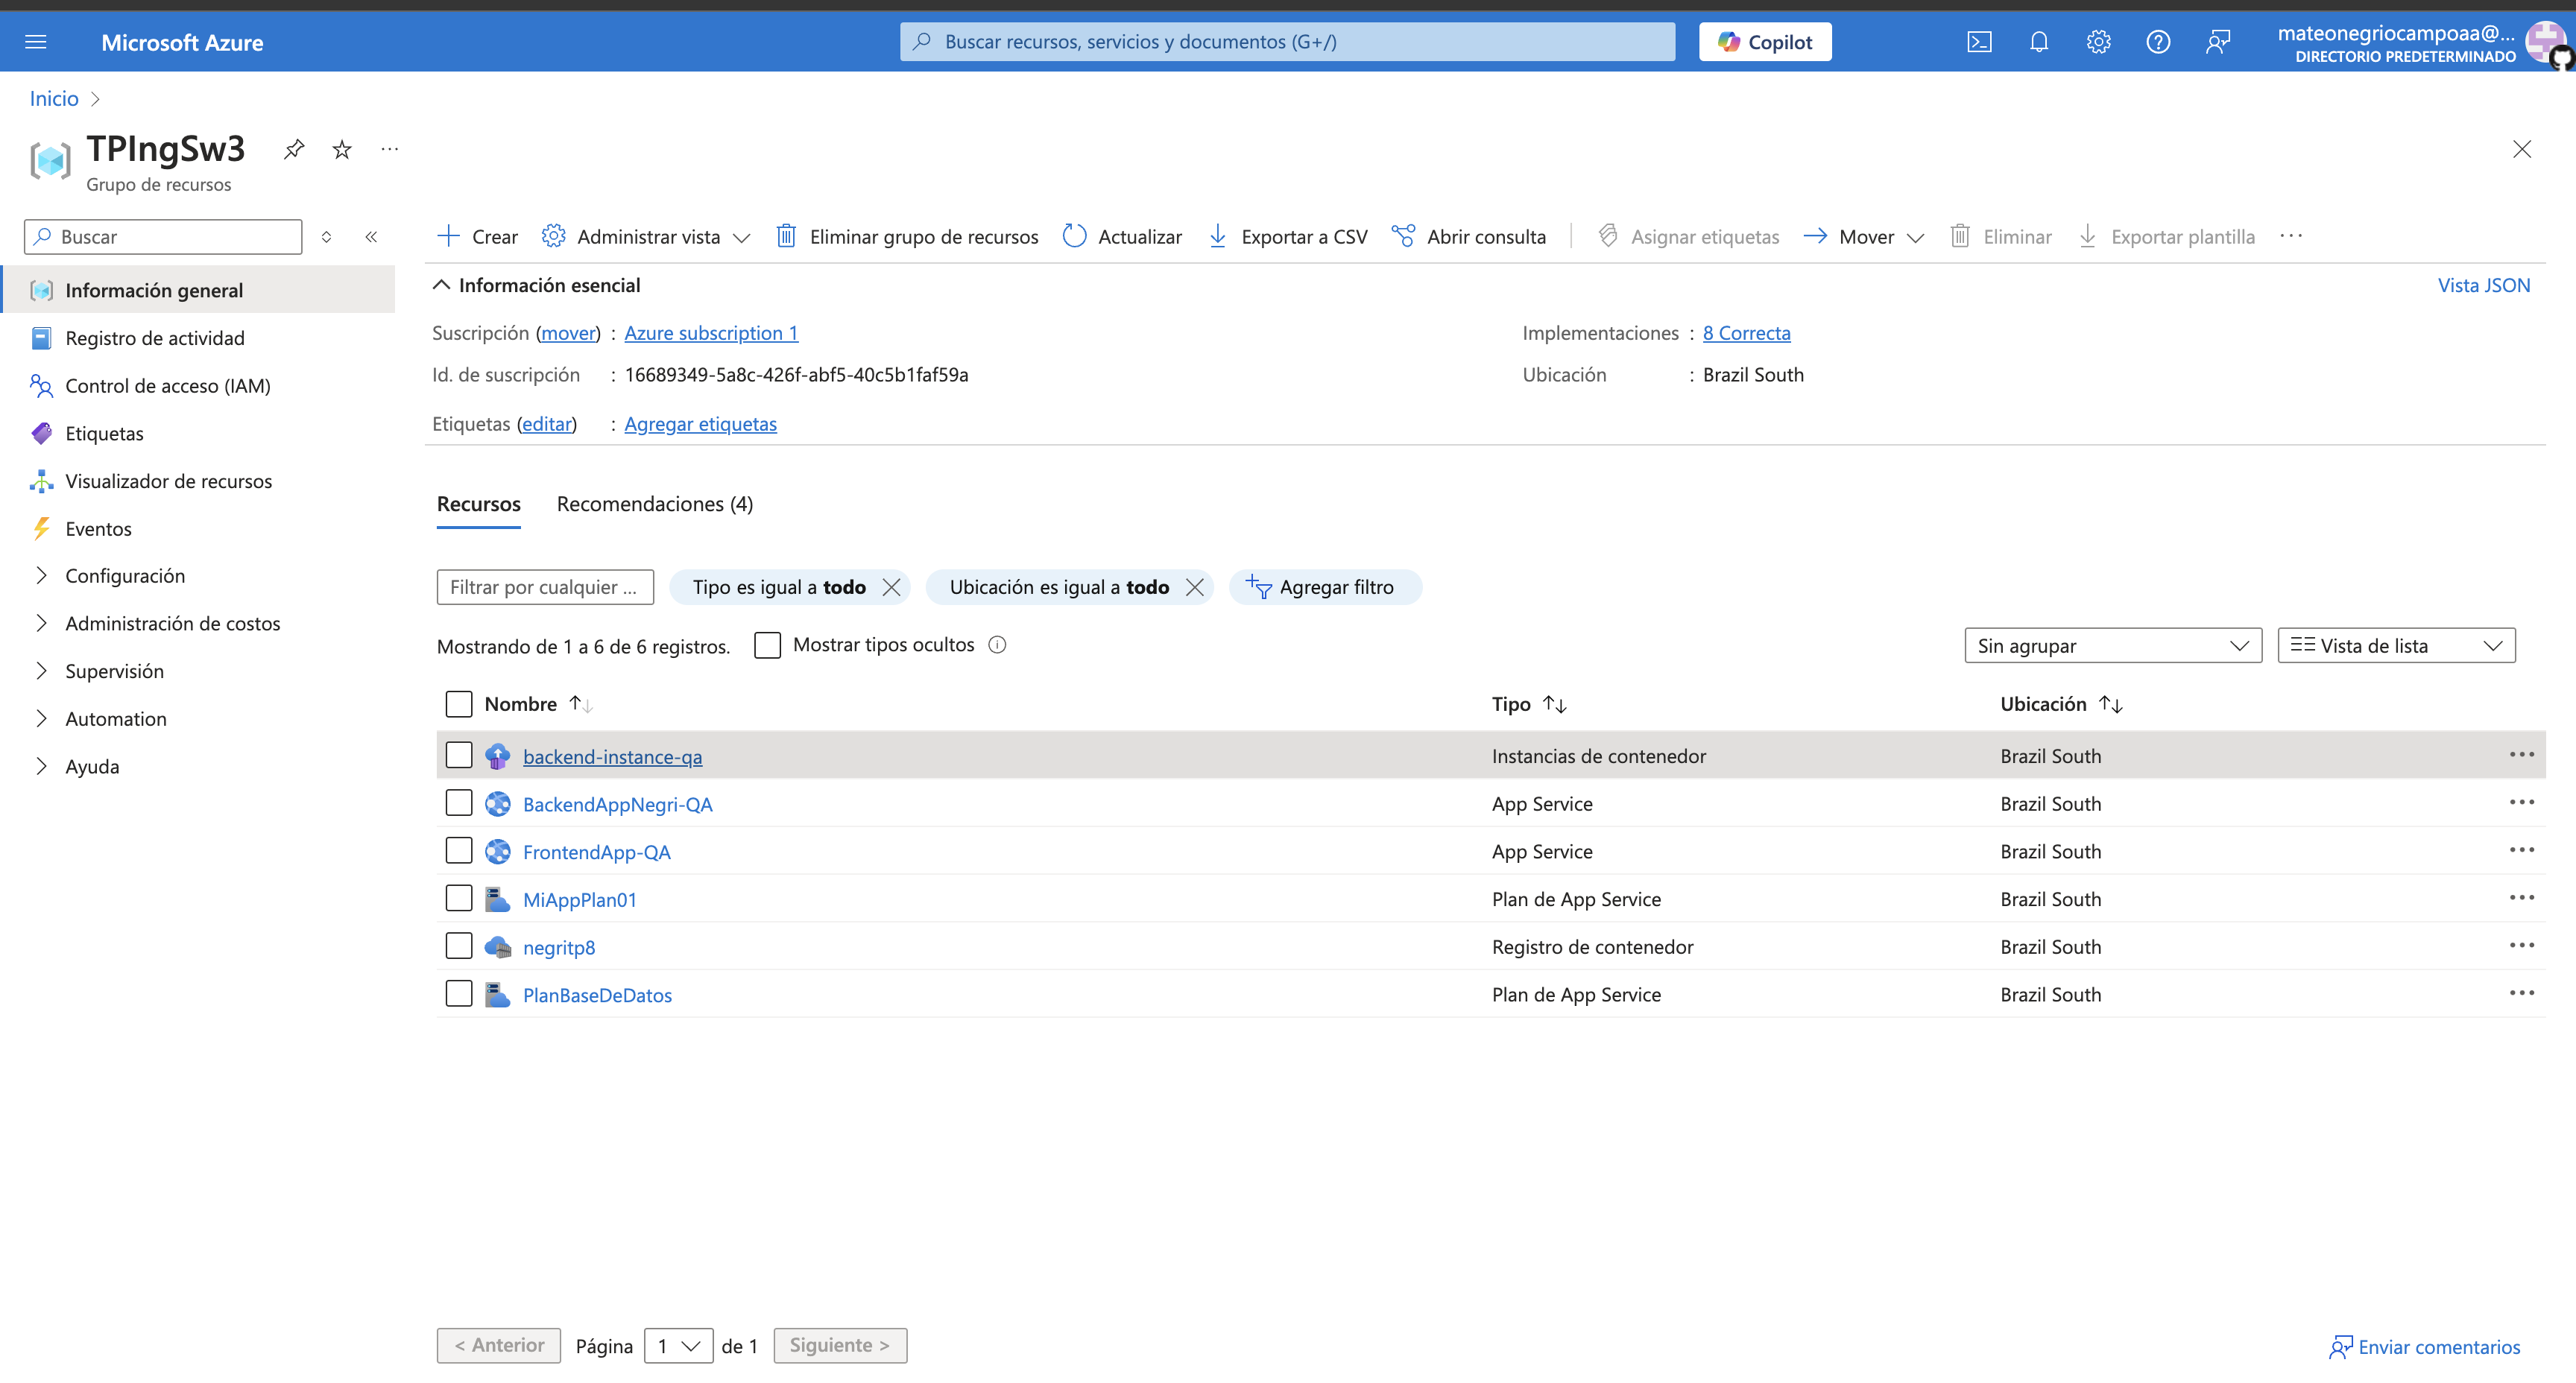 Microsoft Azure
Buscar recursos, servicios y documentos (G+/)
Copilot
mateonegriocampoaa@...
DIRECTORIO PREDETERMINADO
Inicio
TPIngSw3
Grupo de recursos
Buscar
Crear
Administrar vista
Eliminar grupo de recursos
Actualizar
Exportar a CSV
Abrir consulta
Asignar etiquetas
Mover
Eliminar
Exportar plantilla
Información general
Registro de actividad
Control de acceso (IAM)
Etiquetas
Visualizador de recursos
Eventos
Configuración
Administración de costos
Supervisión
Automation
Ayuda
Información esencial
Vista JSON
Suscripción (mover) : Azure subscription 1
Implementaciones : 8 Correcta
Id. de suscripción : 16689349-5a8c-426f-abf5-40c5b1faf59a
Ubicación : Brazil South
Etiquetas (editar) : Agregar etiquetas
Recursos
Recomendaciones (4)
Filtrar por cualquier ...
Tipo es igual a todo
Ubicación es igual a todo
Agregar filtro
Mostrando de 1 a 6 de 6 registros.
Mostrar tipos ocultos
Sin agrupar
Vista de lista
Nombre Tipo Ubicación
backend-instance-qa Instancias de contenedor Brazil South
BackendAppNegri-QA App Service Brazil South
FrontendApp-QA App Service Brazil South
MiAppPlan01 Plan de App Service Brazil South
negritp8 Registro de contenedor Brazil South
PlanBaseDeDatos Plan de App Service Brazil South
< Anterior Página 1 de 1 Siguiente >
Enviar comentarios